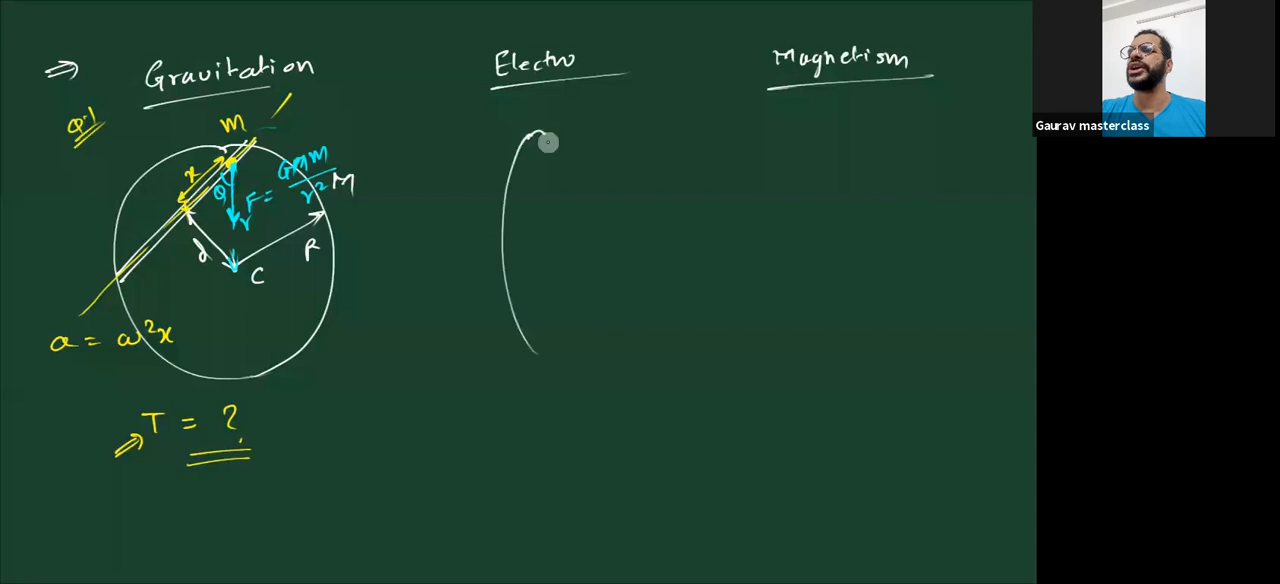 ⇒ Gravitation
Electro
Magnetism
Gaurav masterclass
Q.1
m
x
θ
F = GMm/r²
M
r
d
R
C
a = ω²x
⇒ T = ?